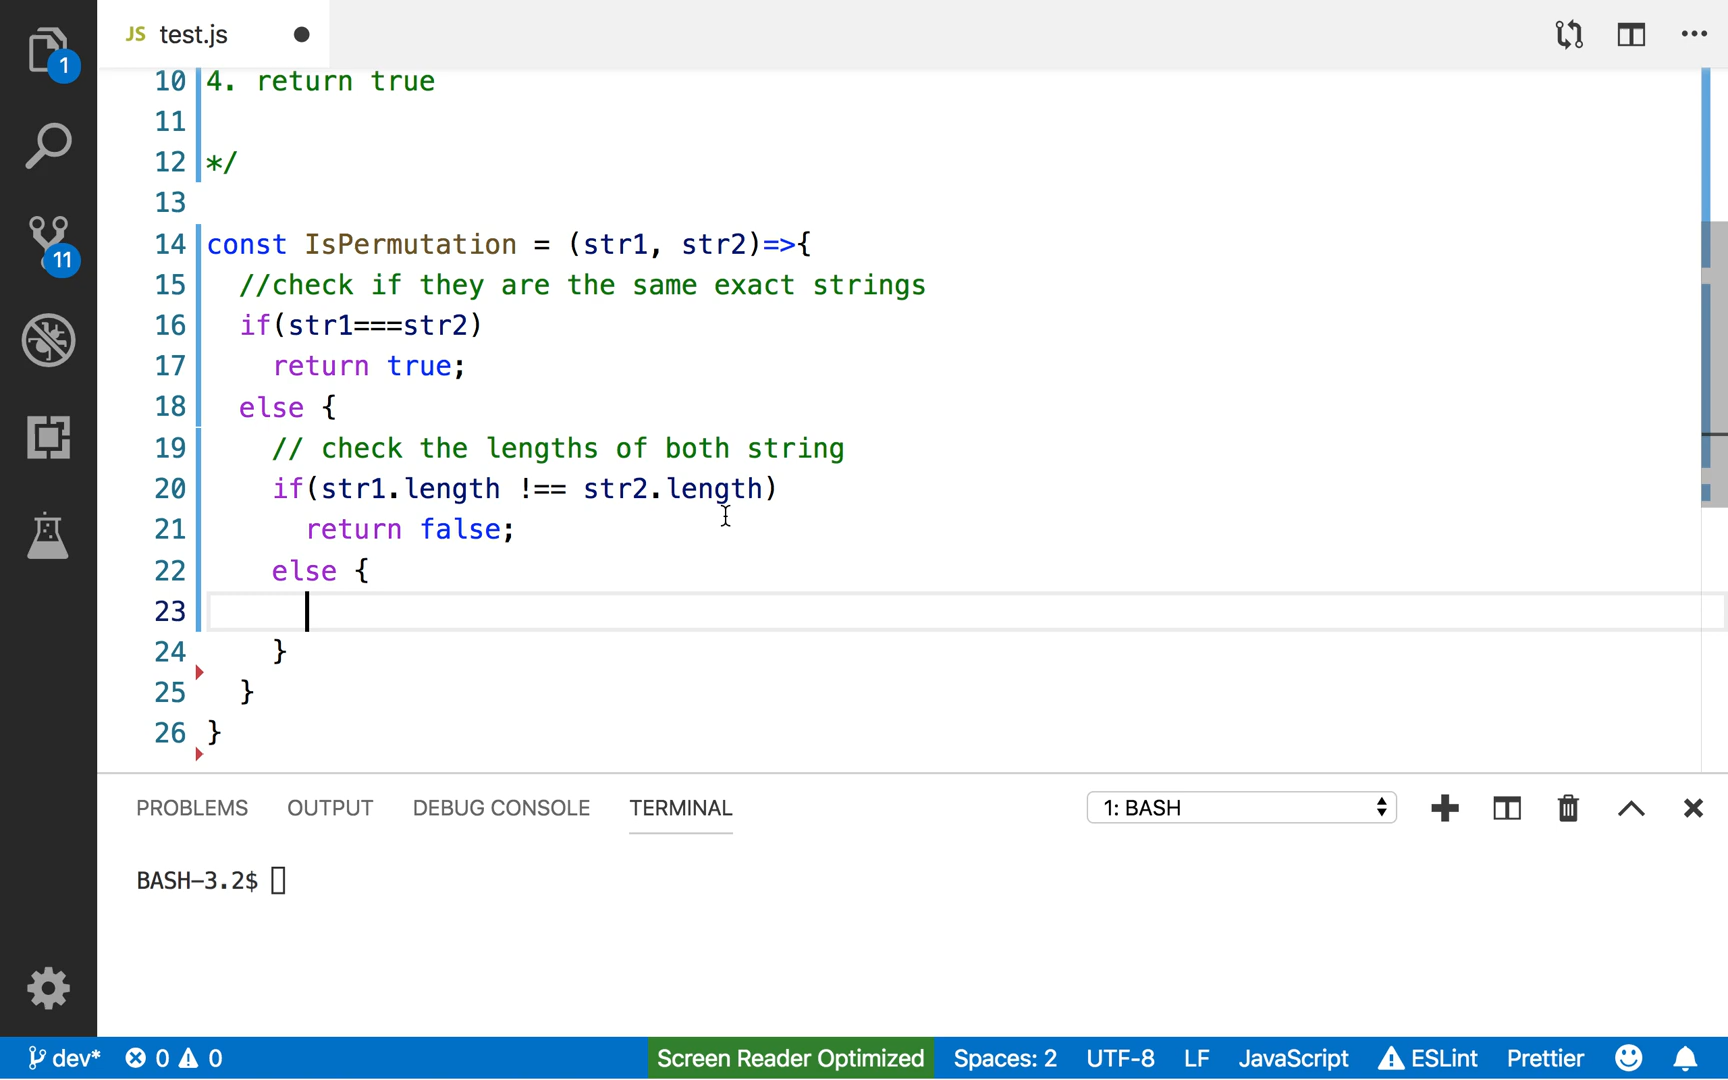 JS test.js
1
11
10 4. return true
11
12 */
13
14 const IsPermutation = (str1, str2)=>{
15 //check if they are the same exact strings
16 if(str1===str2)
17 return true;
18 else {
19 // check the lengths of both string
20 if(str1.length !== str2.length)
21 return false;
22 else {
23
24 }
25 }
26 }
PROBLEMS OUTPUT DEBUG CONSOLE TERMINAL 1: BASH
BASH-3.2$
dev* 0 0 Screen Reader Optimized Spaces: 2 UTF-8 LF JavaScript ESLint Prettier